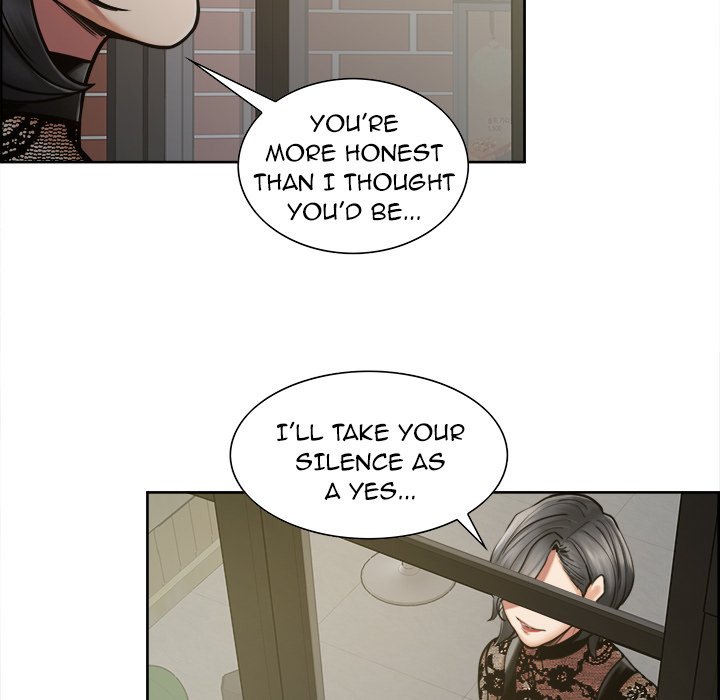 YOU'RE
MORE HONEST
THAN I THOUGHT
YOU'D BE...
I'LL TAKE YOUR
SILENCE AS
A YES...